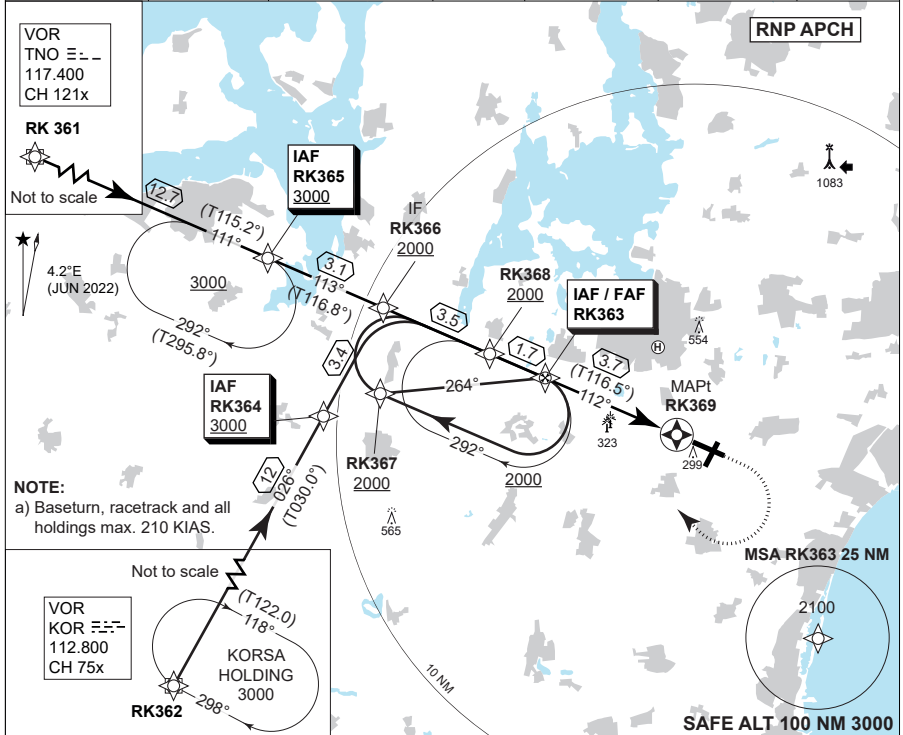 RNP APCH
VOR
TNO
117.400
CH 121x
RK 361
Not to scale
12.7
(T115.2°)
111°
IAF
RK365
3000
IF
RK366
2000
1083
4.2°E
(JUN 2022)
3000
292°
(T295.8°)
3.1
113°
(T116.8°)
3.4
3.5
RK368
2000
1.7
IAF / FAF
RK363
554
H
3.7
(T116.5°)
112°
MAPt
RK369
323
299
264°
292°
2000
IAF
RK364
3000
RK367
2000
565
12
026°
(T030.0°)
NOTE:
a) Baseturn, racetrack and all
holdings max. 210 KIAS.
Not to scale
VOR
KOR
112.800
CH 75x
(T122.0)
118°
KORSA
HOLDING
3000
298°
RK362
10 NM
MSA RK363 25 NM
2100
SAFE ALT 100 NM 3000